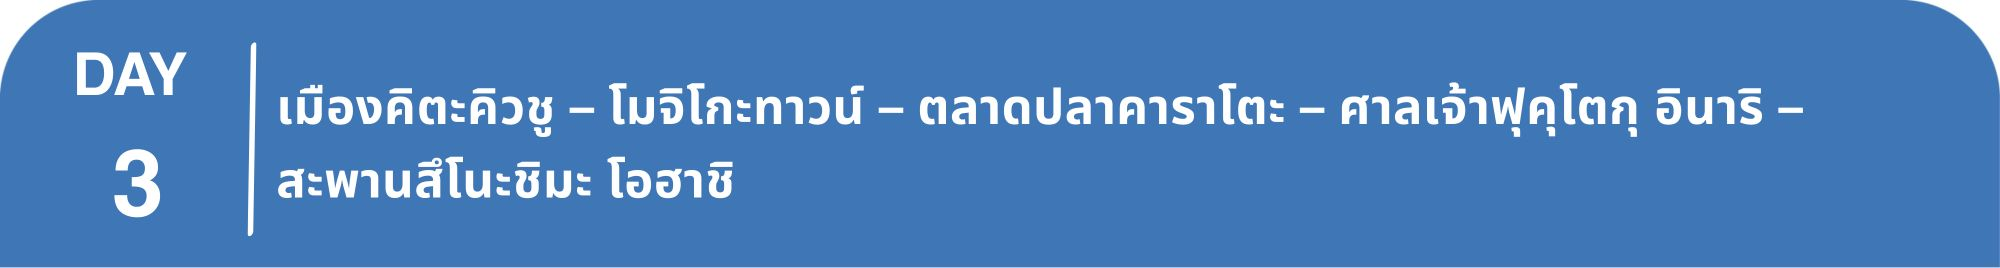 DAY
3
เมืองคิตะคิวชู – โมจิโกะทาวน์ – ตลาดปลาคาราโตะ – ศาลเจ้าฟุคุโตกุ อินาริ –
สะพานสึโนะชิมะ โอฮาชิ